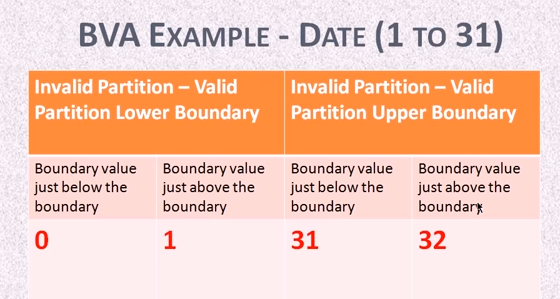 BVA EXAMPLE - DATE (1 TO 31)
Invalid Partition – Valid
Partition Lower Boundary
Invalid Partition – Valid
Partition Upper Boundary
Boundary value
just below the
boundary
Boundary value
just above the
boundary
Boundary value
just below the
boundary
Boundary value
just above the
boundary
0
1
31
32